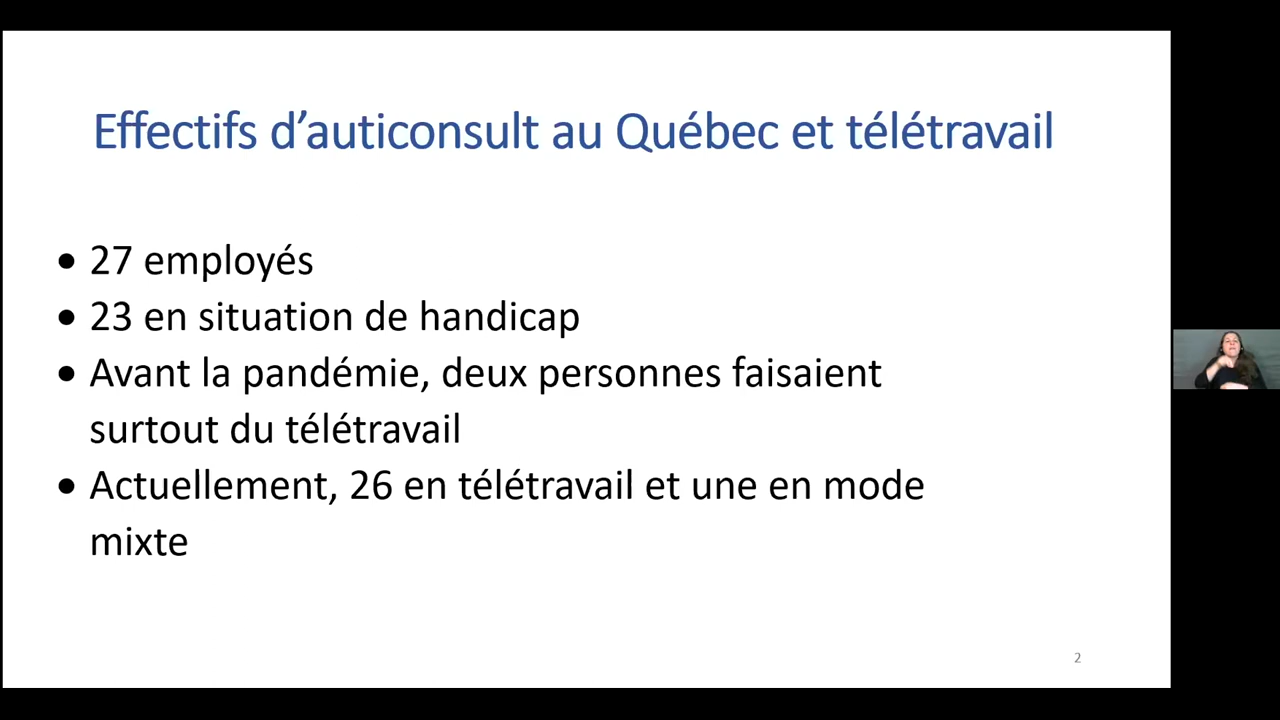 Effectifs d’auticonsult au Québec et télétravail
• 27 employés
• 23 en situation de handicap
• Avant la pandémie, deux personnes faisaient
surtout du télétravail
• Actuellement, 26 en télétravail et une en mode
mixte
2